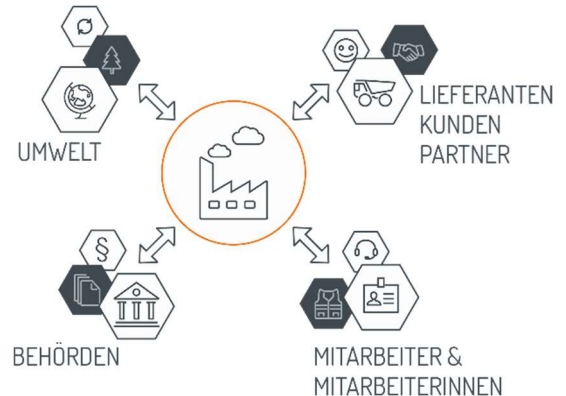 UMWELT
LIEFERANTEN
KUNDEN
PARTNER
§
BEHÖRDEN
MITARBEITER &
MITARBEITERINNEN